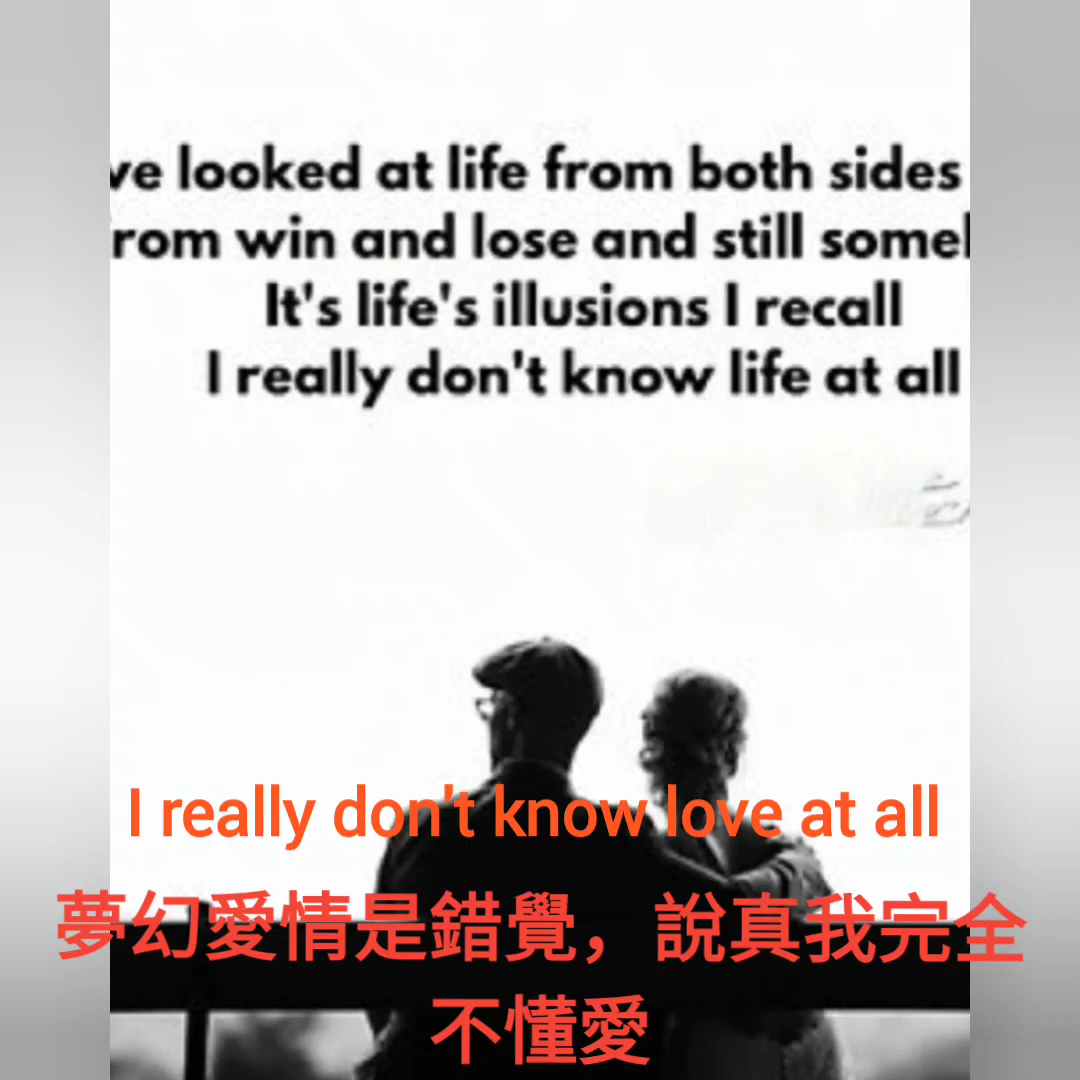 looked at life from both sides
win and lose and still
It's life's illusions I recall
I really don't know life at all
I really don't know love at all
夢幻愛情是錯覺，說真我完全
不懂愛